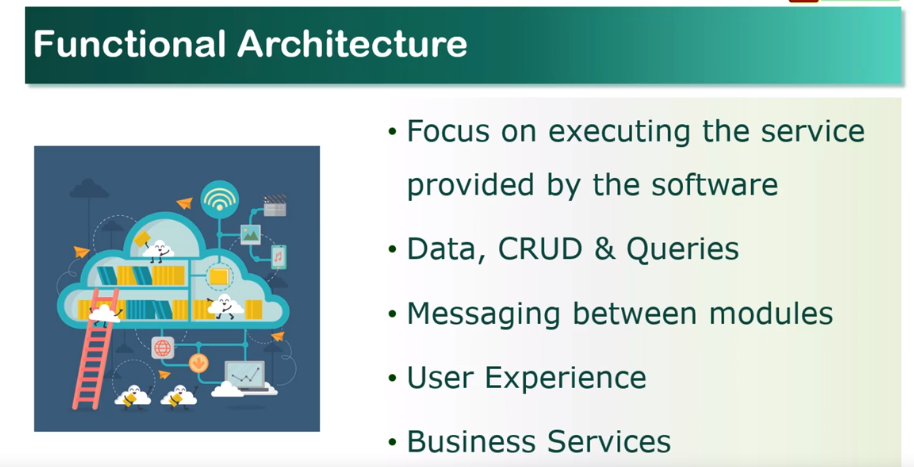 Functional Architecture
• Focus on executing the service
provided by the software
• Data, CRUD & Queries
• Messaging between modules
• User Experience
• Business Services